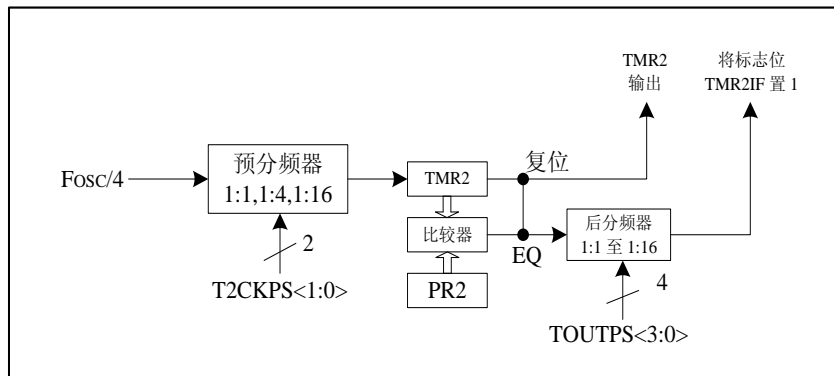 TMR2
输出
将标志位
TMR2IF 置 1
FOSC/4
预分频器
1:1,1:4,1:16
TMR2
复位
比较器
EQ
后分频器
1:1 至 1:16
2
T2CKPS<1:0>
PR2
4
TOUTPS<3:0>